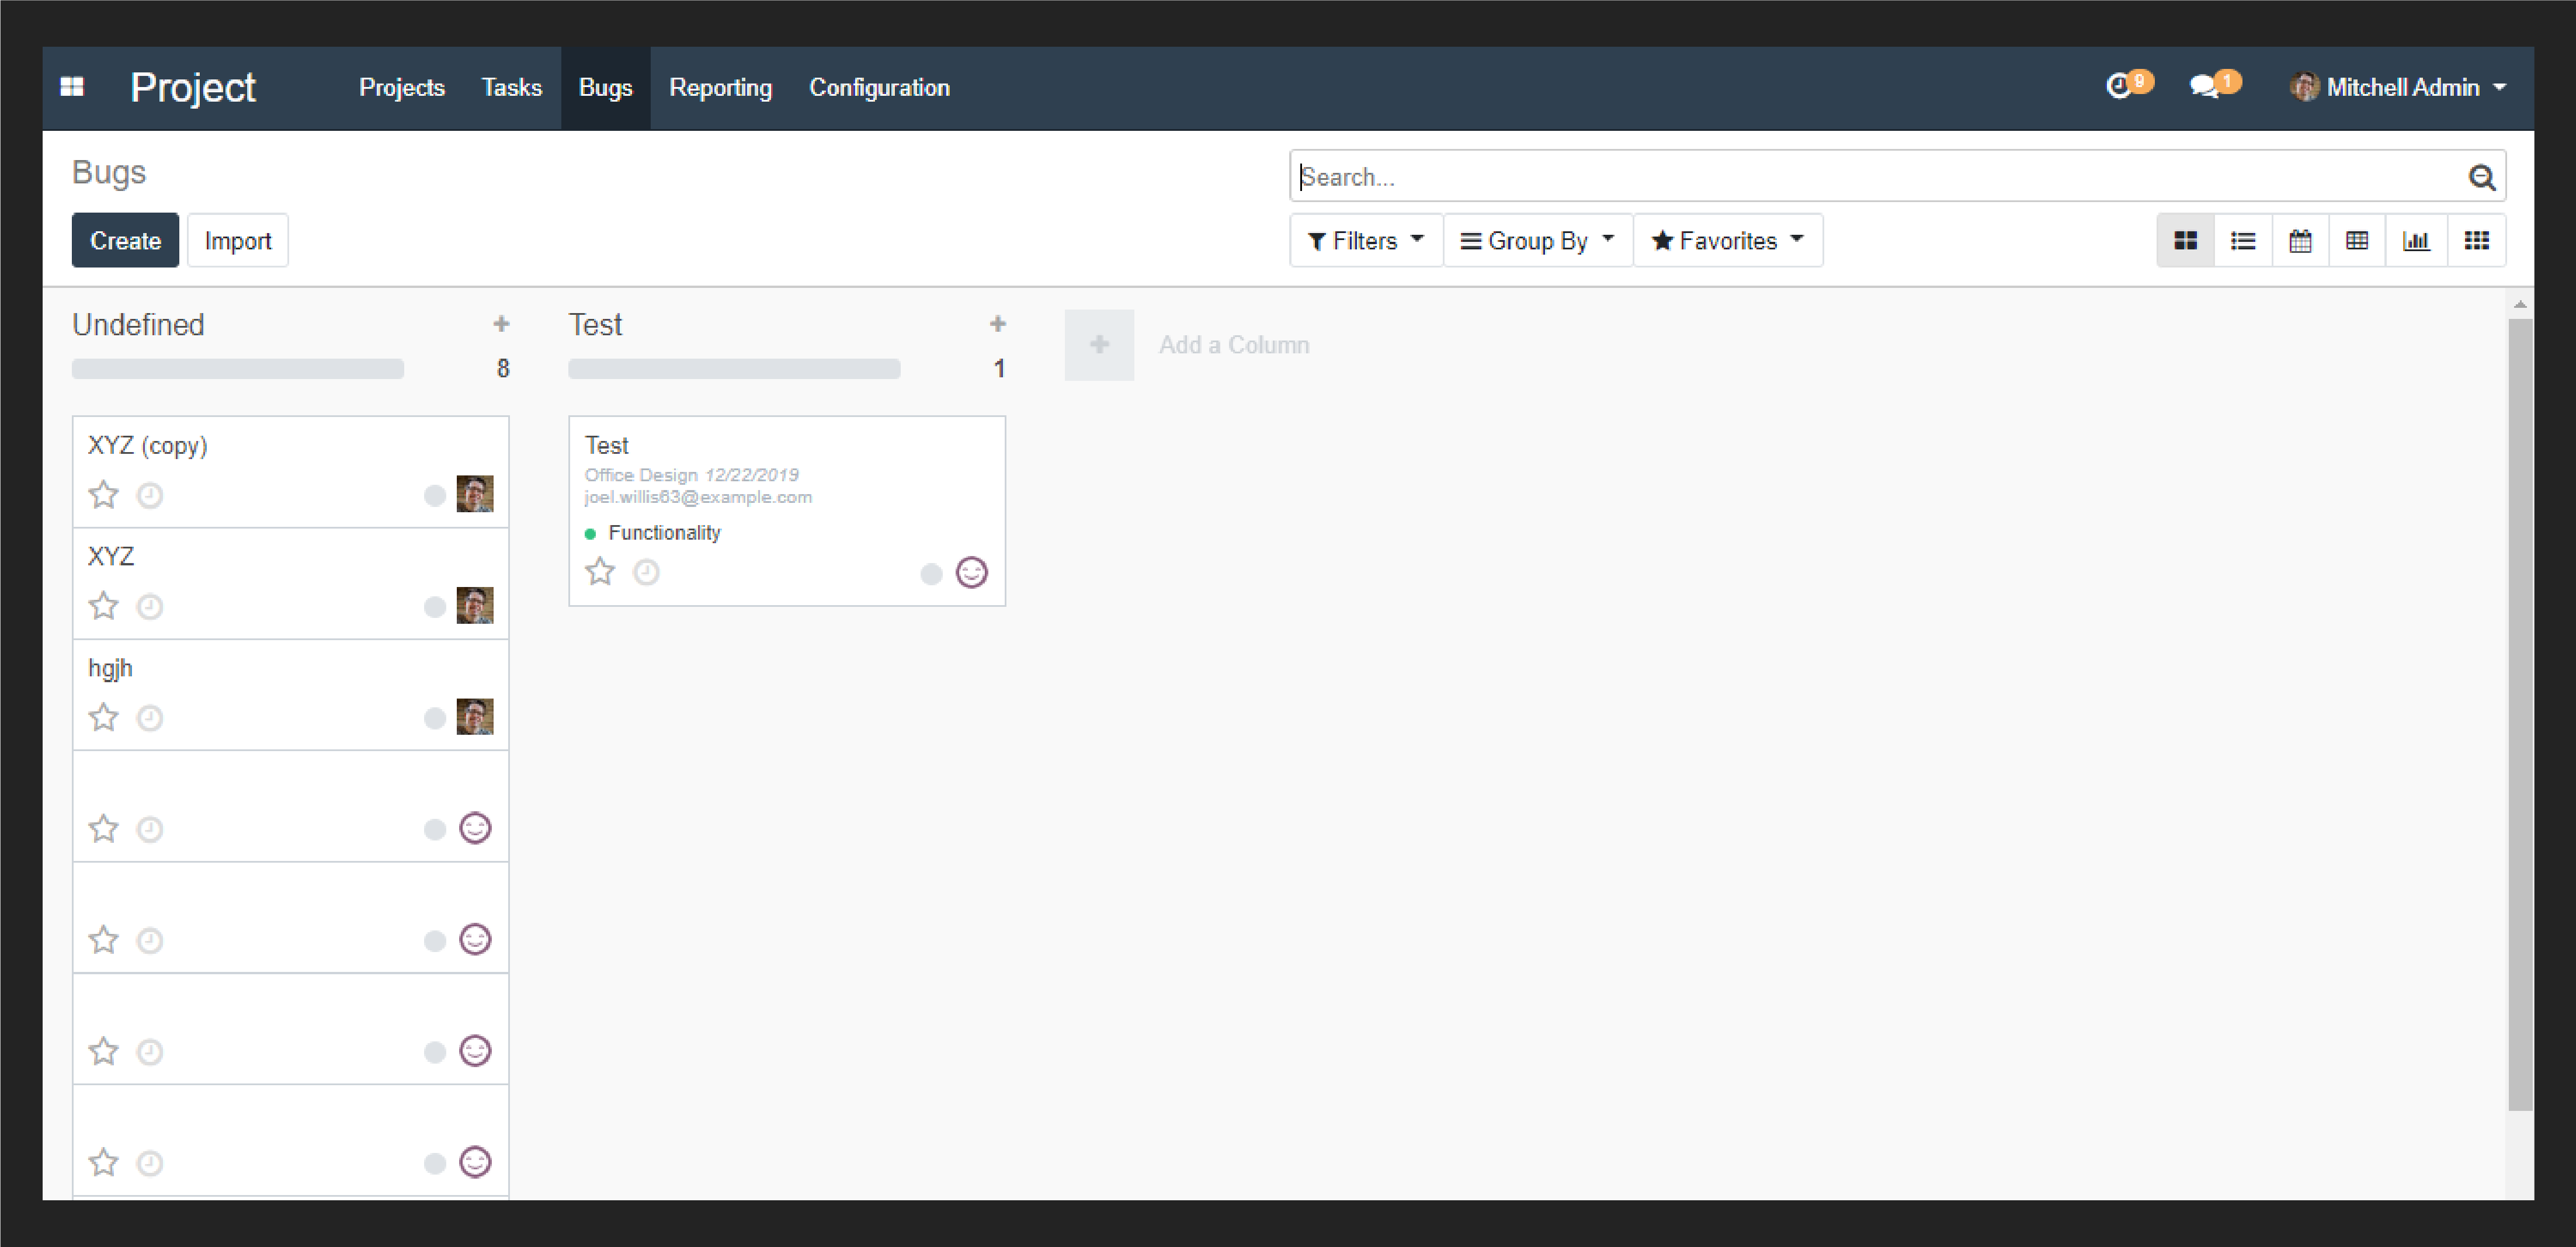 Project Projects Tasks Bugs Reporting Configuration 9 1 Mitchell Admin
Bugs
Search...
Create Import Filters Group By Favorites
Undefined
8
Test
1
Add a Column
XYZ (copy)
XYZ
hgjh
Test
Office Design 12/22/2019
joel.willis63@example.com
Functionality